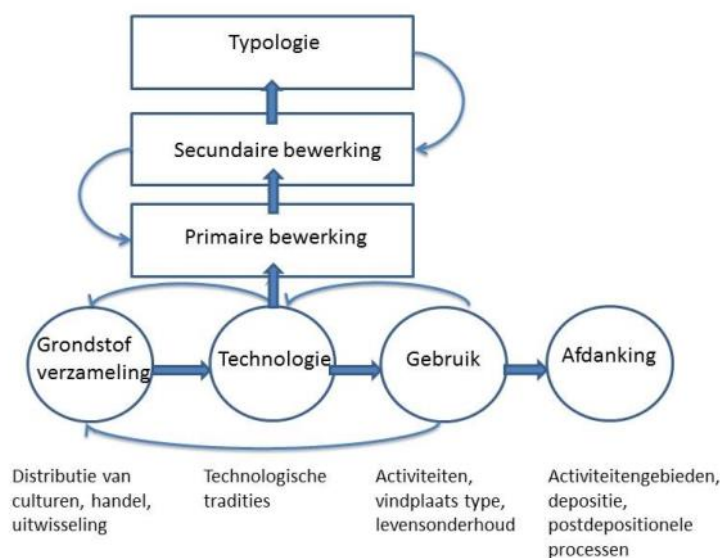 Typologie
Secundaire bewerking
Primaire bewerking
Grondstof
verzameling
Technologie
Gebruik
Afdanking
Distributie van
culturen, handel,
uitwisseling
Technologische
tradities
Activiteiten,
vindplaats type,
levensonderhoud
Activiteitengebieden,
depositie,
postdepositionele
processen